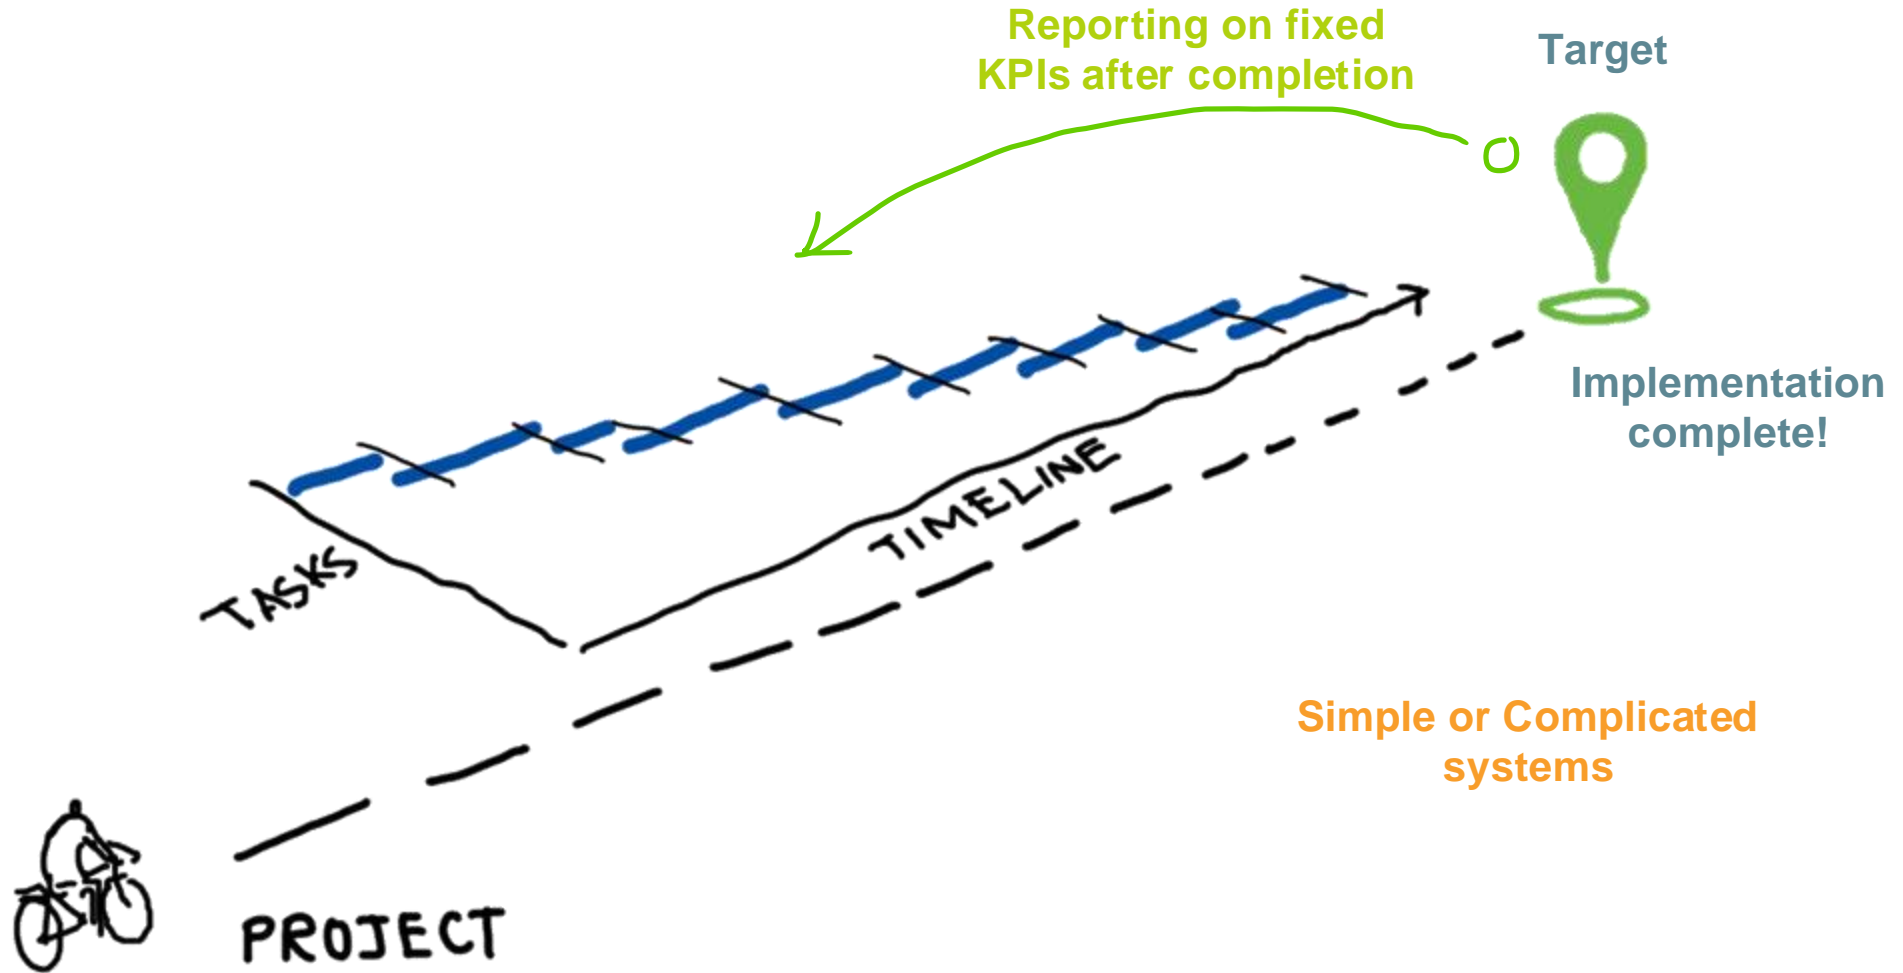 Reporting on fixed
KPIs after completion
Target
Implementation
complete!
TASKS
TIMELINE
Simple or Complicated
systems
PROJECT